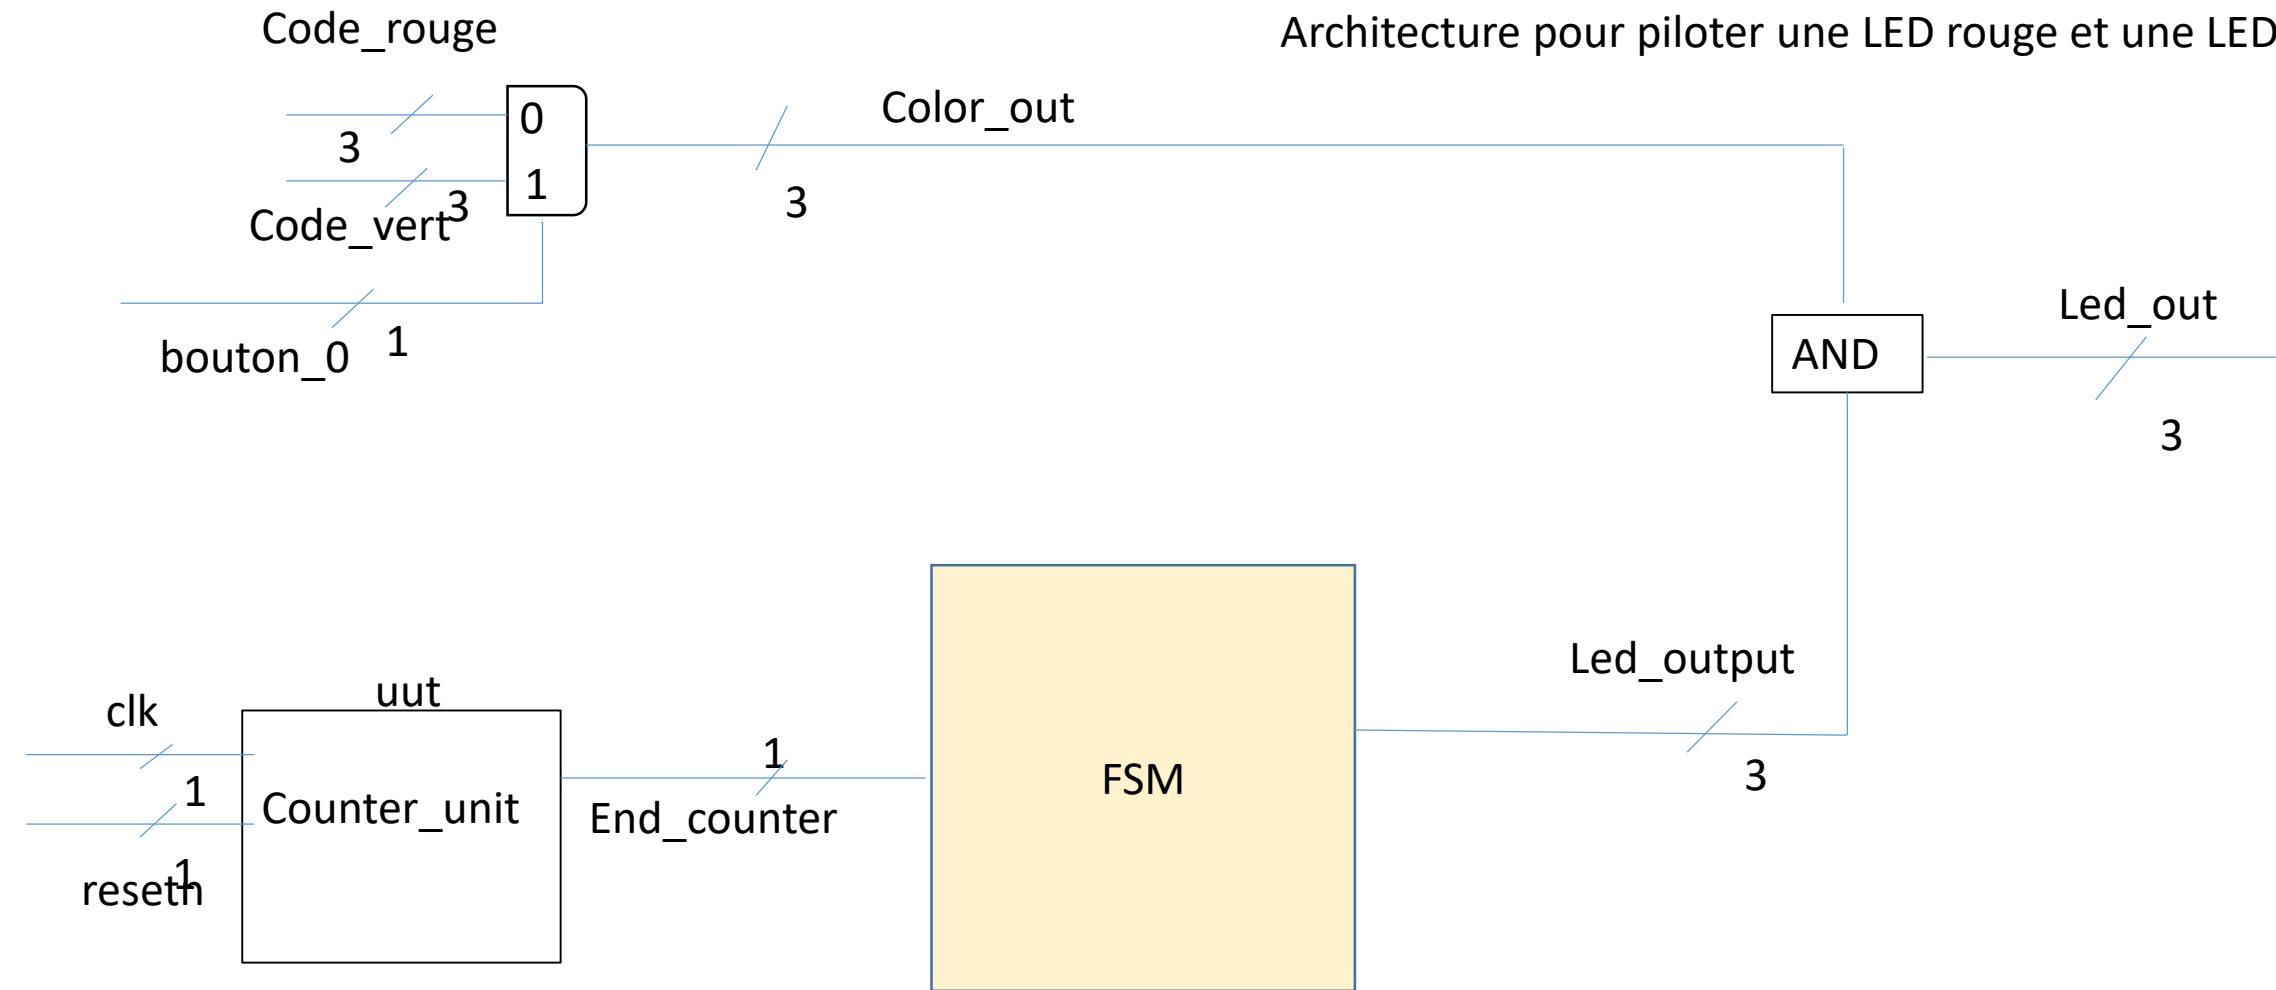 Code_rouge
Architecture pour piloter une LED rouge et une LED
0
3
1
3
Code_vert
Color_out
3
bouton_0
1
AND
Led_out
3
uut
clk
1
Counter_unit
resetn
1
1
End_counter
FSM
Led_output
3